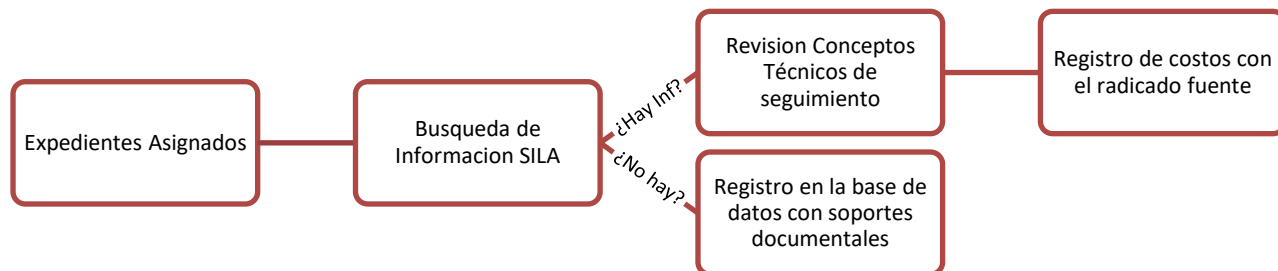 Expedientes Asignados
Busqueda de
Informacion SILA
¿Hay Inf?
Revision Conceptos
Técnicos de
seguimiento
Registro de costos con
el radicado fuente
¿No hay?
Registro en la base de
datos con soportes
documentales